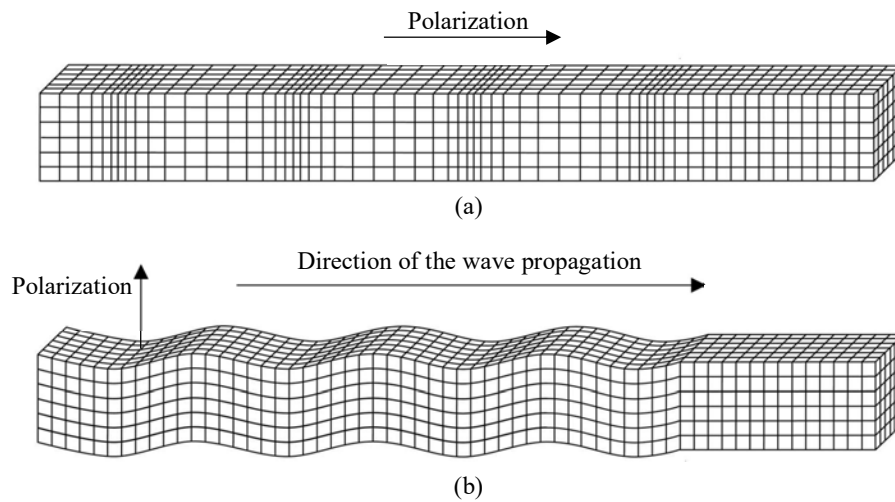 Polarization
(a)
Direction of the wave propagation
Polarization
(b)